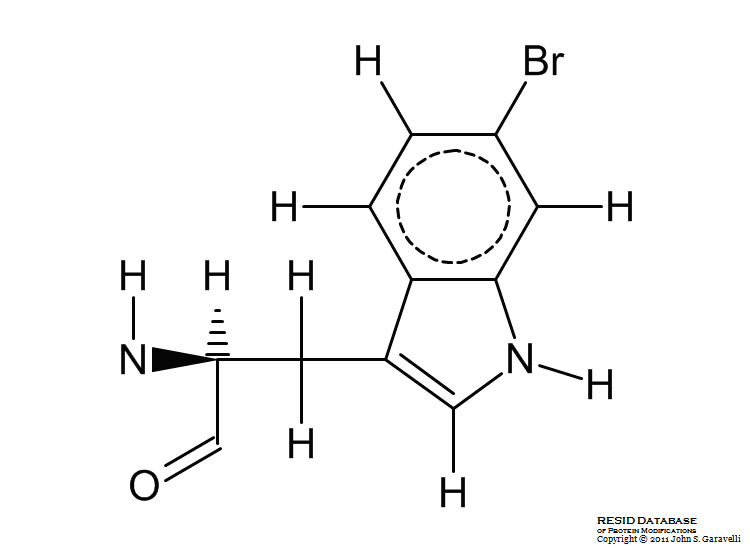 H Br
H H
H H H
N N
H
H
O H
RESID DATABASE
OF PROTEIN MODIFICATIONS
Copyright © 2011 John S. Garavelli